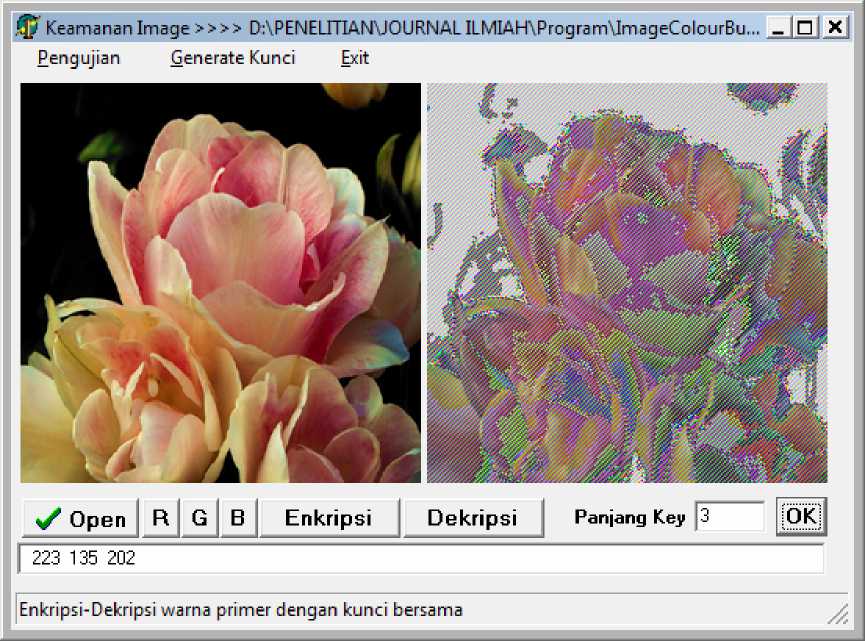 Keamanan Image >>>> D:\PENELITIAN\JOURNAL ILMIAH\Program\ImageColourBu...
Pengujian Generate Kunci Exit
Open R G B Enkripsi Dekripsi Panjang Key 3 OK
223 135 202
Enkripsi-Dekripsi warna primer dengan kunci bersama